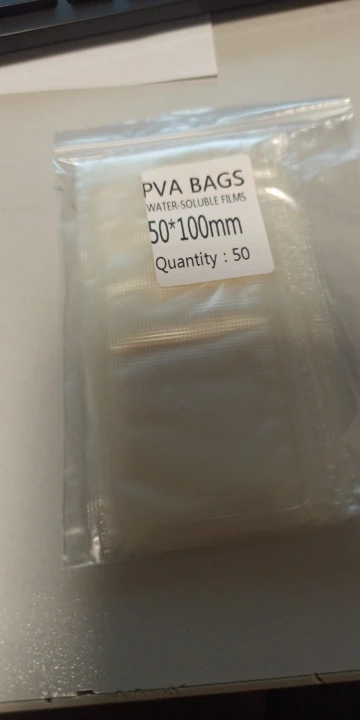 PVA BAGS
WATER-SOLUBLE FILMS
50*100mm
Quantity : 50